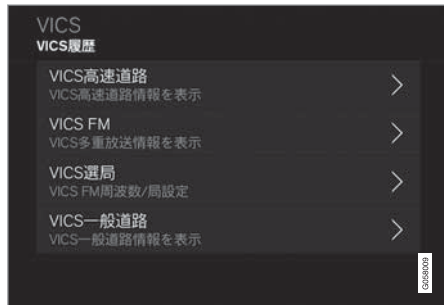 VICS
VICS履歴
VICS高速道路
VICS高速道路情報を表示
VICS FM
VICS多重放送情報を表示
VICS選局
VICS FM周波数/局設定
VICS一般道路
VICS一般道路情報を表示
G058009